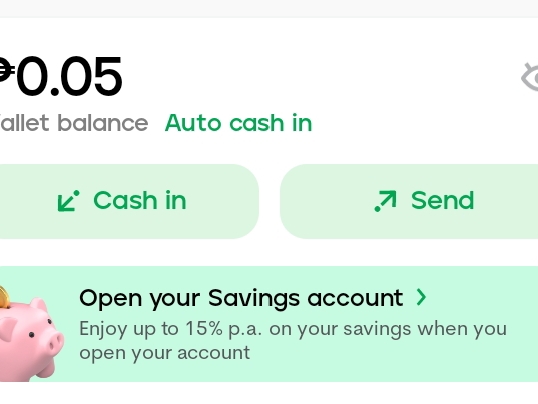 ₱0.05
allet balance Auto cash in
Cash in Send
Open your Savings account
Enjoy up to 15% p.a. on your savings when you
open your account